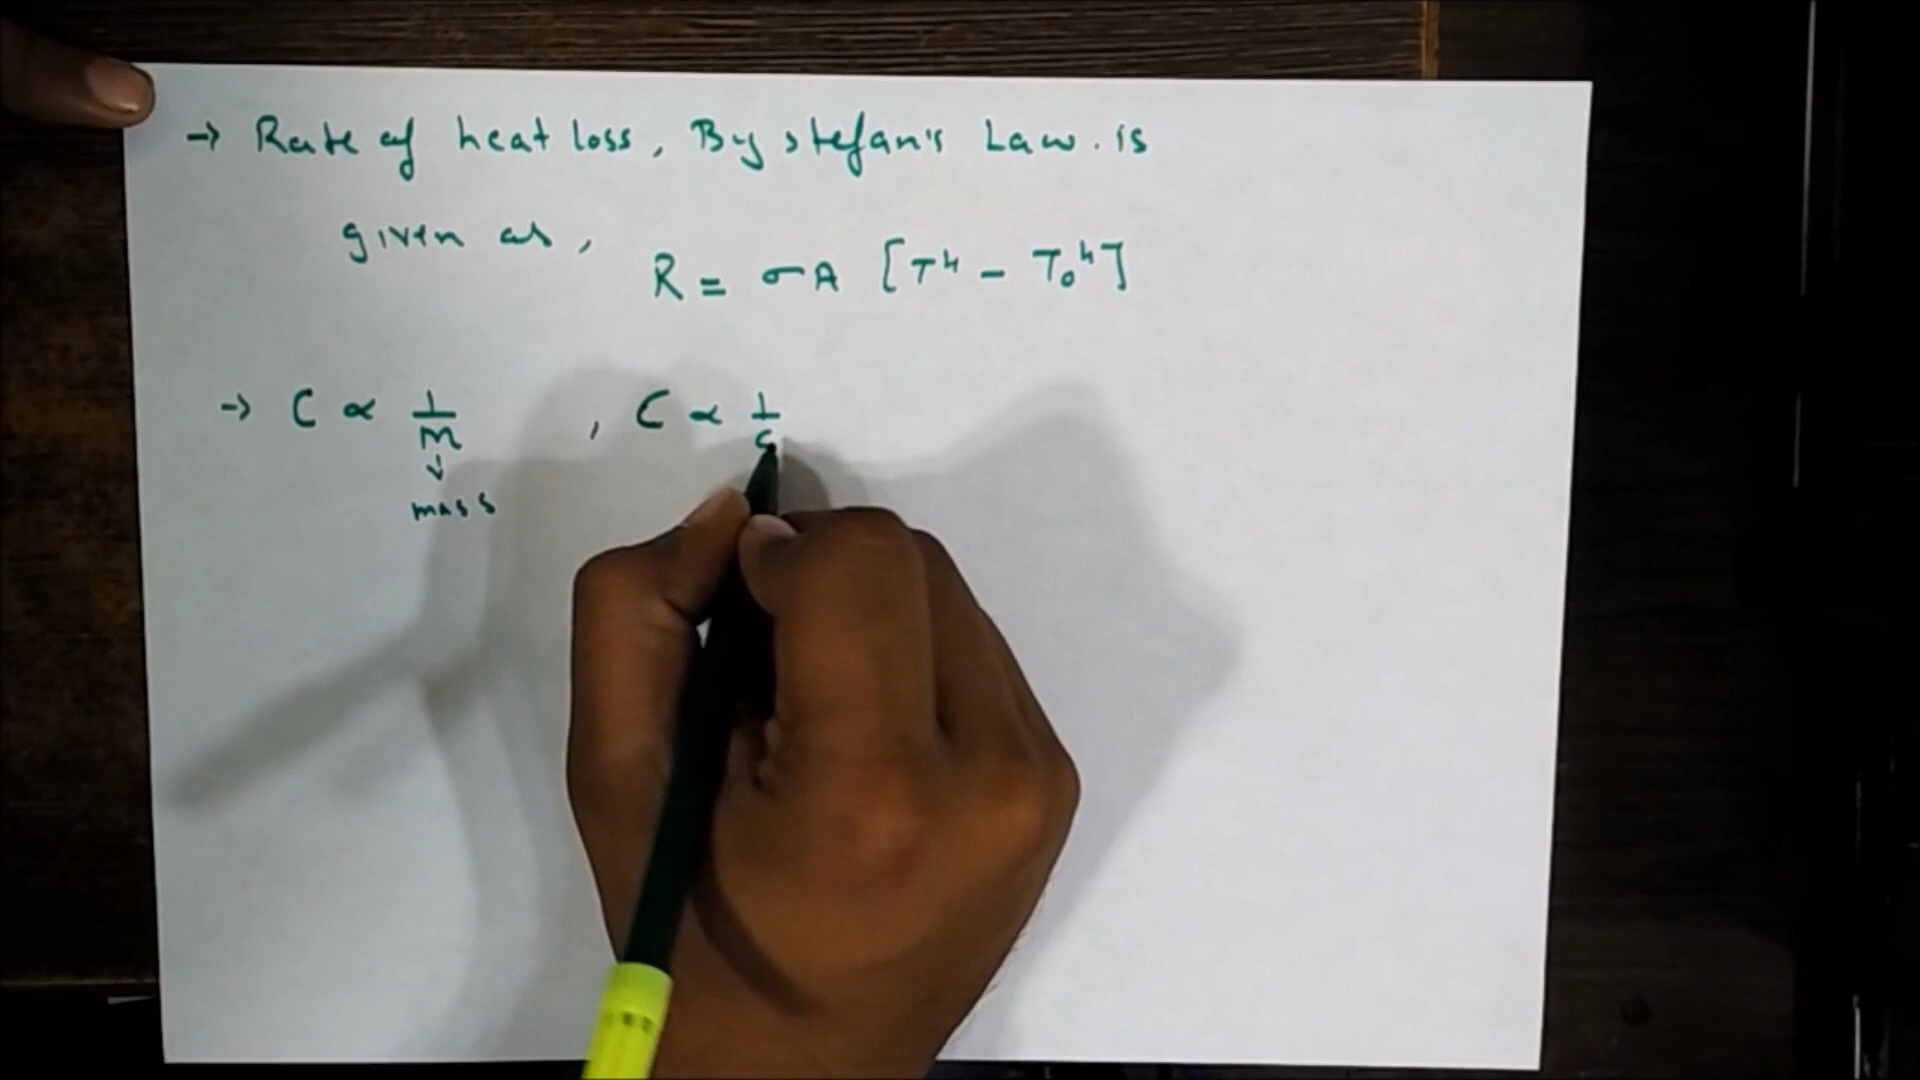 → Rate of heat loss, By stefan's Law. is
given as,
R = σA [T⁴ - T₀⁴]
→ C ∝ 1/m , C ∝ 1/s
↓
mass